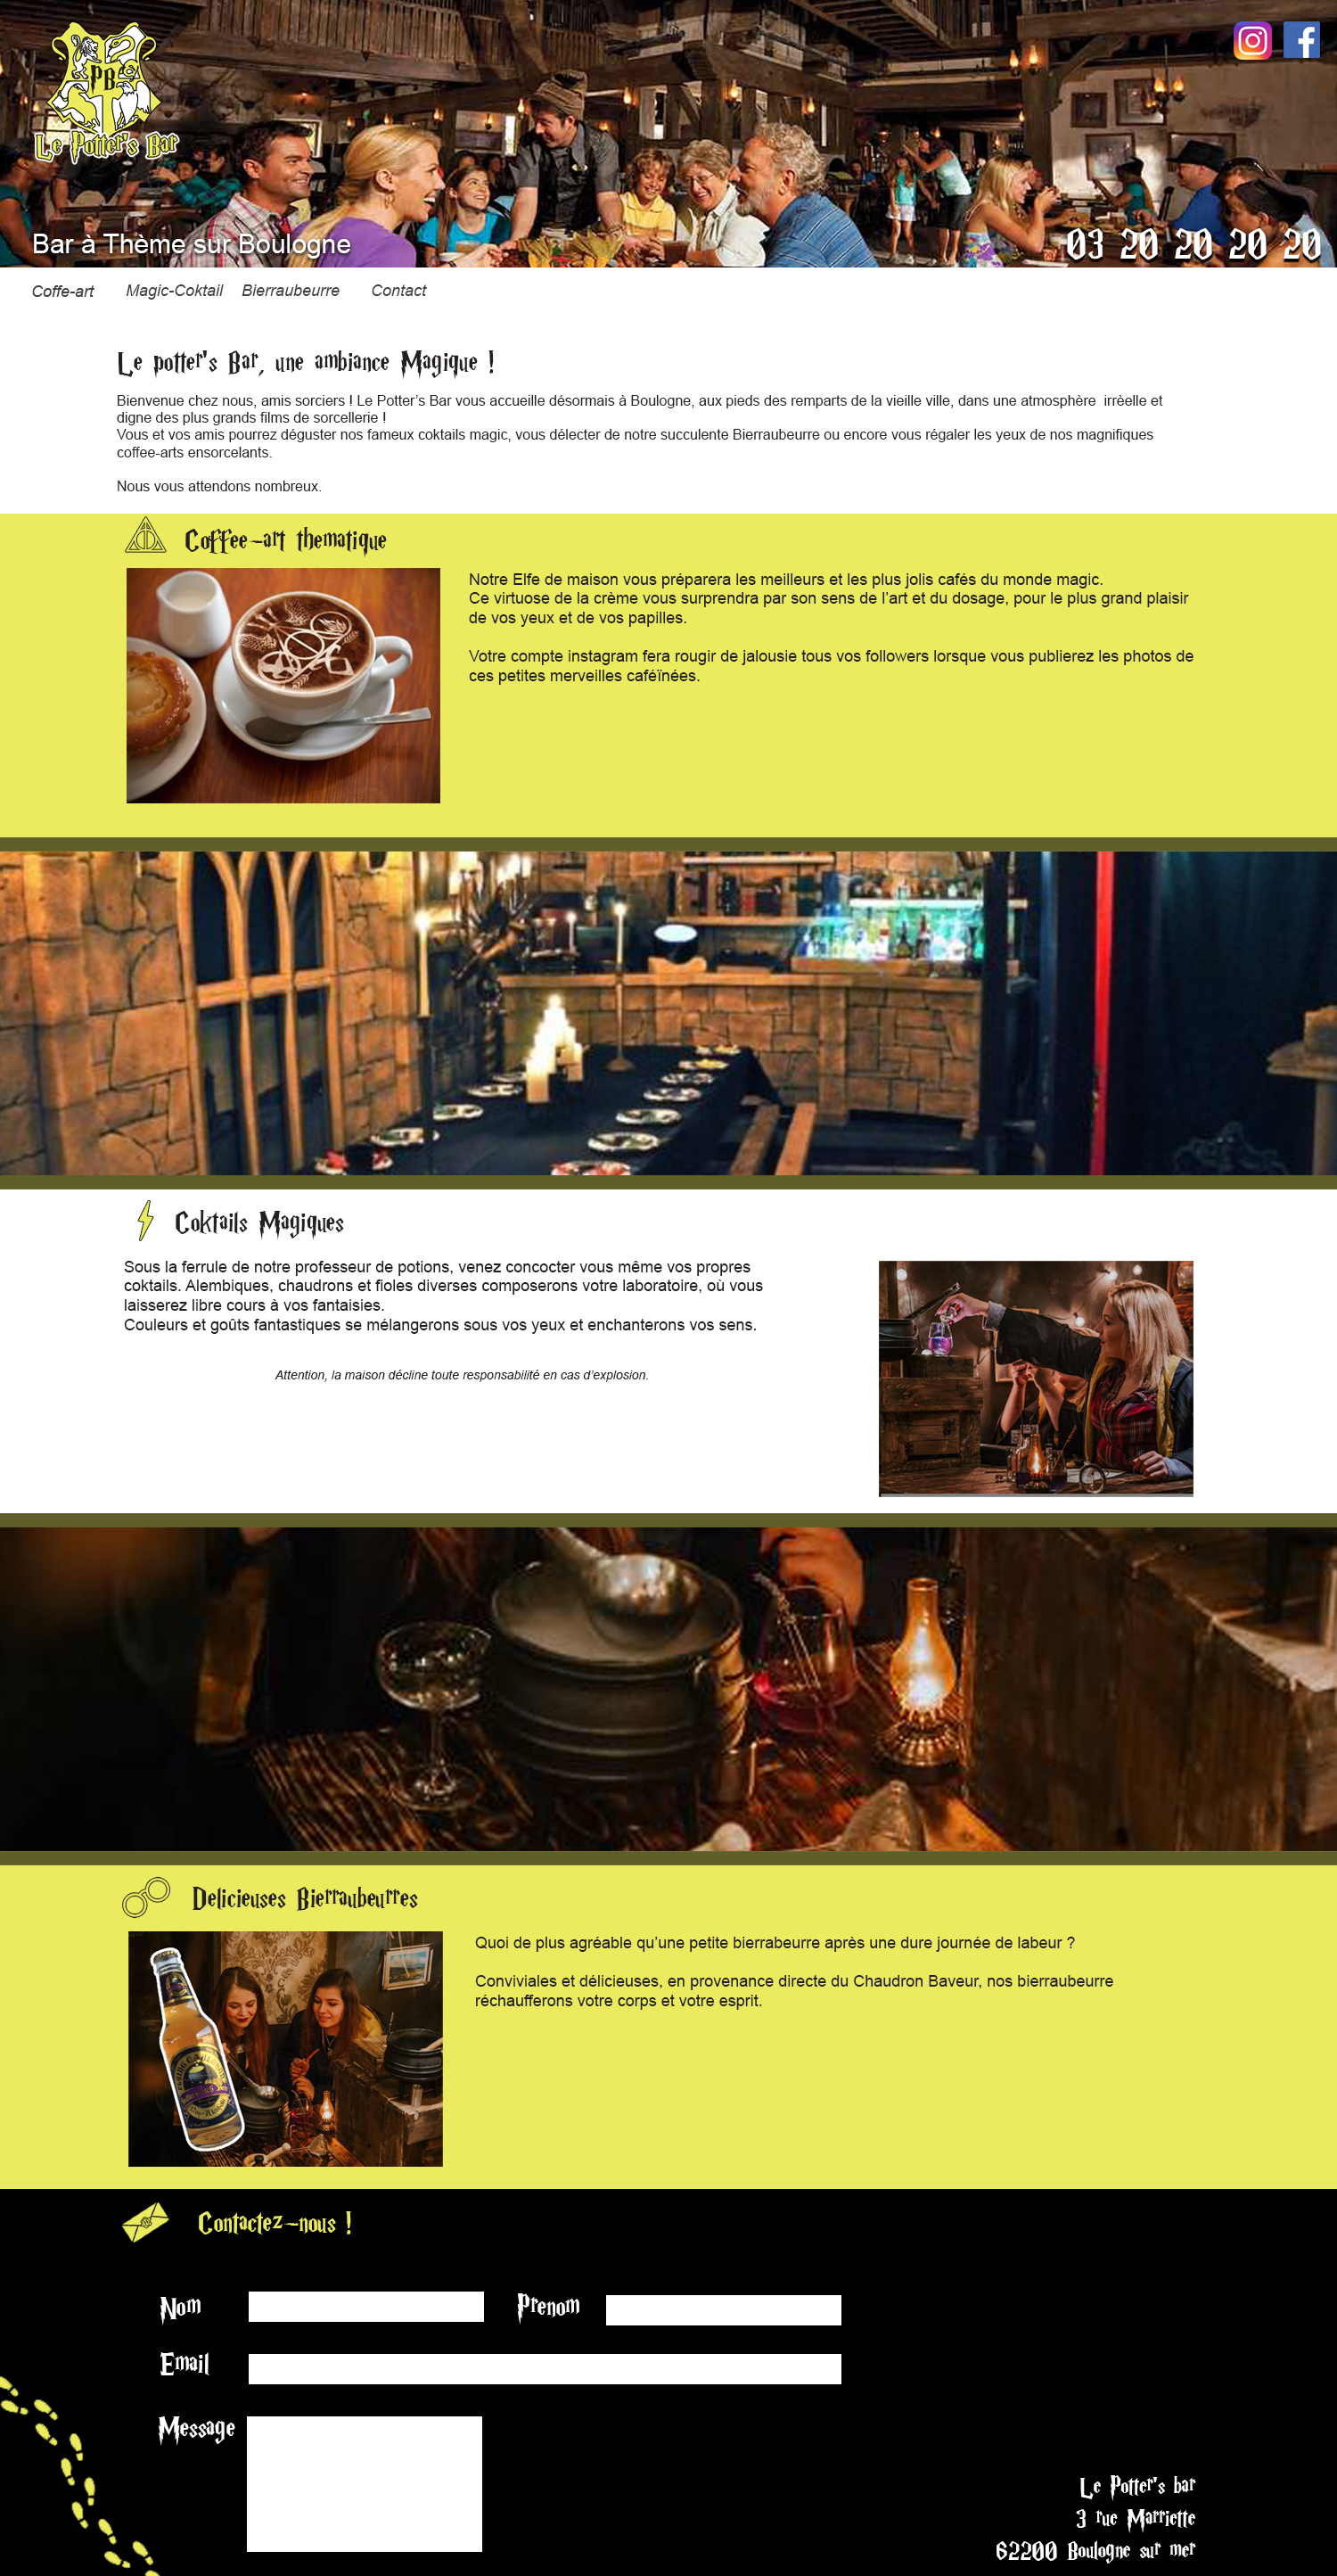 PB
Le Potter's Bar
Bar à Thème sur Boulogne
03 20 20 20 20
Coffe-art Magic-Coktail Bierraubeurre Contact
Le potter's Bar, une ambiance Magique !
Bienvenue chez nous, amis sorciers ! Le Potter’s Bar vous accueille désormais à Boulogne, aux pieds des remparts de la vieille ville, dans une atmosphère irrèelle et
digne des plus grands films de sorcellerie !
Vous et vos amis pourrez déguster nos fameux coktails magic, vous délecter de notre succulente Bierraubeurre ou encore vous régaler les yeux de nos magnifiques
coffee-arts ensorcelants.
Nous vous attendons nombreux.
Coffee-art thematique
Notre Elfe de maison vous préparera les meilleurs et les plus jolis cafés du monde magic.
Ce virtuose de la crème vous surprendra par son sens de l’art et du dosage, pour le plus grand plaisir
de vos yeux et de vos papilles.
Votre compte instagram fera rougir de jalousie tous vos followers lorsque vous publierez les photos de
ces petites merveilles caféïnées.
Coktails Magiques
Sous la ferrule de notre professeur de potions, venez concocter vous même vos propres
coktails. Alembiques, chaudrons et fioles diverses composerons votre laboratoire, où vous
laisserez libre cours à vos fantaisies.
Couleurs et goûts fantastiques se mélangerons sous vos yeux et enchanterons vos sens.
Attention, la maison décline toute responsabilité en cas d’explosion.
Delicieuses Bierraubeurres
Quoi de plus agréable qu’une petite bierrabeurre après une dure journée de labeur ?
Conviviales et délicieuses, en provenance directe du Chaudron Baveur, nos bierraubeurre
réchaufferons votre corps et votre esprit.
Contactez-nous !
Nom
Prenom
Email
Message
Le Potter's bar
3 rue Marriette
62200 Boulogne sur mer